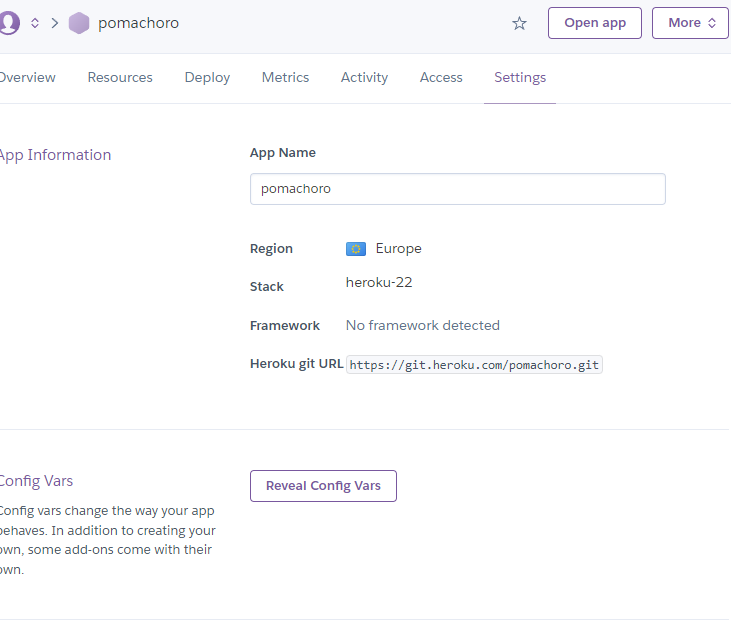 pomachoro
Open app
More
Overview Resources Deploy Metrics Activity Access Settings
App Information
App Name
pomachoro
Region Europe
Stack heroku-22
Framework No framework detected
Heroku git URL https://git.heroku.com/pomachoro.git
Config Vars
Reveal Config Vars
Config vars change the way your app
behaves. In addition to creating your
own, some add-ons come with their
own.